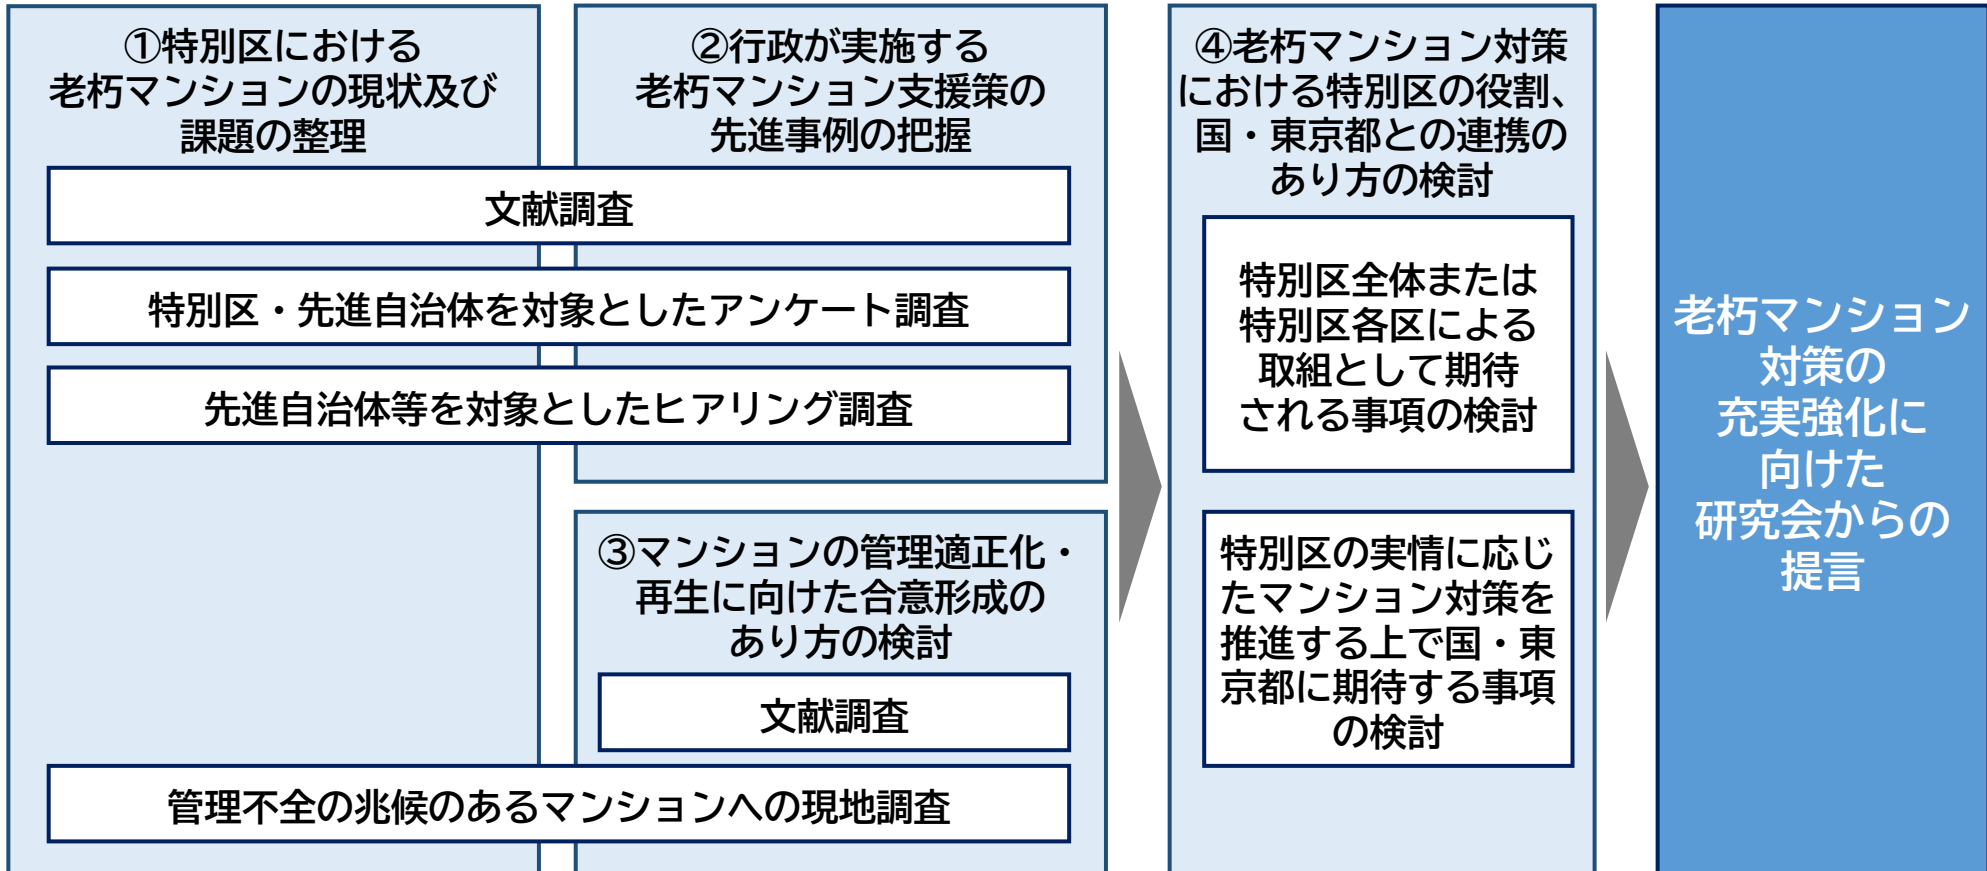 ①特別区における
老朽マンションの現状及び
課題の整理
②行政が実施する
老朽マンション支援策の
先進事例の把握
文献調査
特別区・先進自治体を対象としたアンケート調査
先進自治体等を対象としたヒアリング調査
③マンションの管理適正化・
再生に向けた合意形成の
あり方の検討
文献調査
管理不全の兆候のあるマンションへの現地調査
④老朽マンション対策
における特別区の役割、
国・東京都との連携の
あり方の検討
特別区全体または
特別区各区による
取組として期待
される事項の検討
特別区の実情に応じ
たマンション対策を
推進する上で国・東
京都に期待する事項
の検討
老朽マンション
対策の
充実強化に
向けた
研究会からの
提言